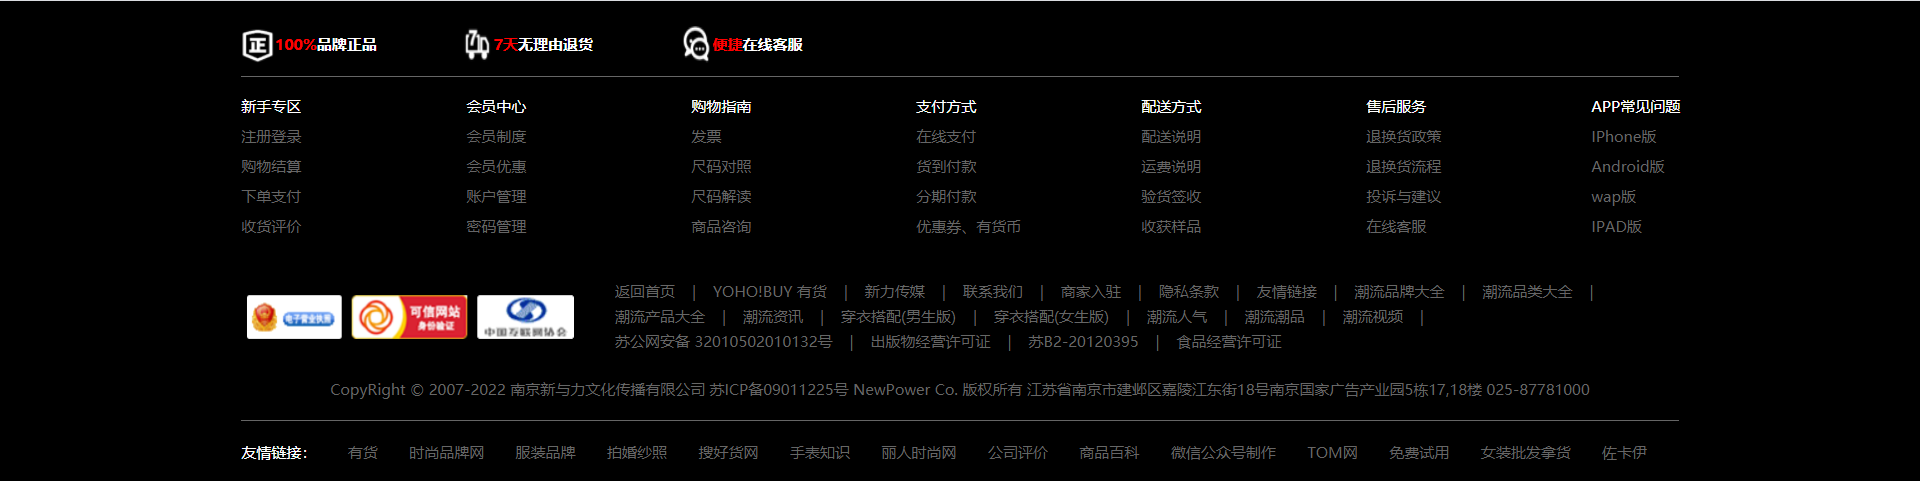 正 100%品牌正品 7天无理由退货 便捷在线客服
新手专区 会员中心 购物指南 支付方式 配送方式 售后服务 APP常见问题
注册登录 会员制度 发票 在线支付 配送说明 退换货政策 IPhone版
购物结算 会员优惠 尺码对照 货到付款 运费说明 退换货流程 Android版
下单支付 账户管理 尺码解读 分期付款 验货签收 投诉与建议 wap版
收货评价 密码管理 商品咨询 优惠券、有货币 收获样品 在线客服 IPAD版
电子营业执照
可信网站
身份验证
中国互联网协会
返回首页 | YOHO!BUY 有货 | 新力传媒 | 联系我们 | 商家入驻 | 隐私条款 | 友情链接 | 潮流品牌大全 | 潮流品类大全 |
潮流产品大全 | 潮流资讯 | 穿衣搭配(男生版) | 穿衣搭配(女生版) | 潮流人气 | 潮流潮品 | 潮流视频 |
苏公网安备 32010502010132号 | 出版物经营许可证 | 苏B2-20120395 | 食品经营许可证
CopyRight © 2007-2022 南京新与力文化传播有限公司 苏ICP备09011225号 NewPower Co. 版权所有 江苏省南京市建邺区嘉陵江东街18号南京国家广告产业园5栋17,18楼 025-87781000
友情链接： 有货 时尚品牌网 服装品牌 拍婚纱照 搜好货网 手表知识 丽人时尚网 公司评价 商品百科 微信公众号制作 TOM网 免费试用 女装批发拿货 佐卡伊